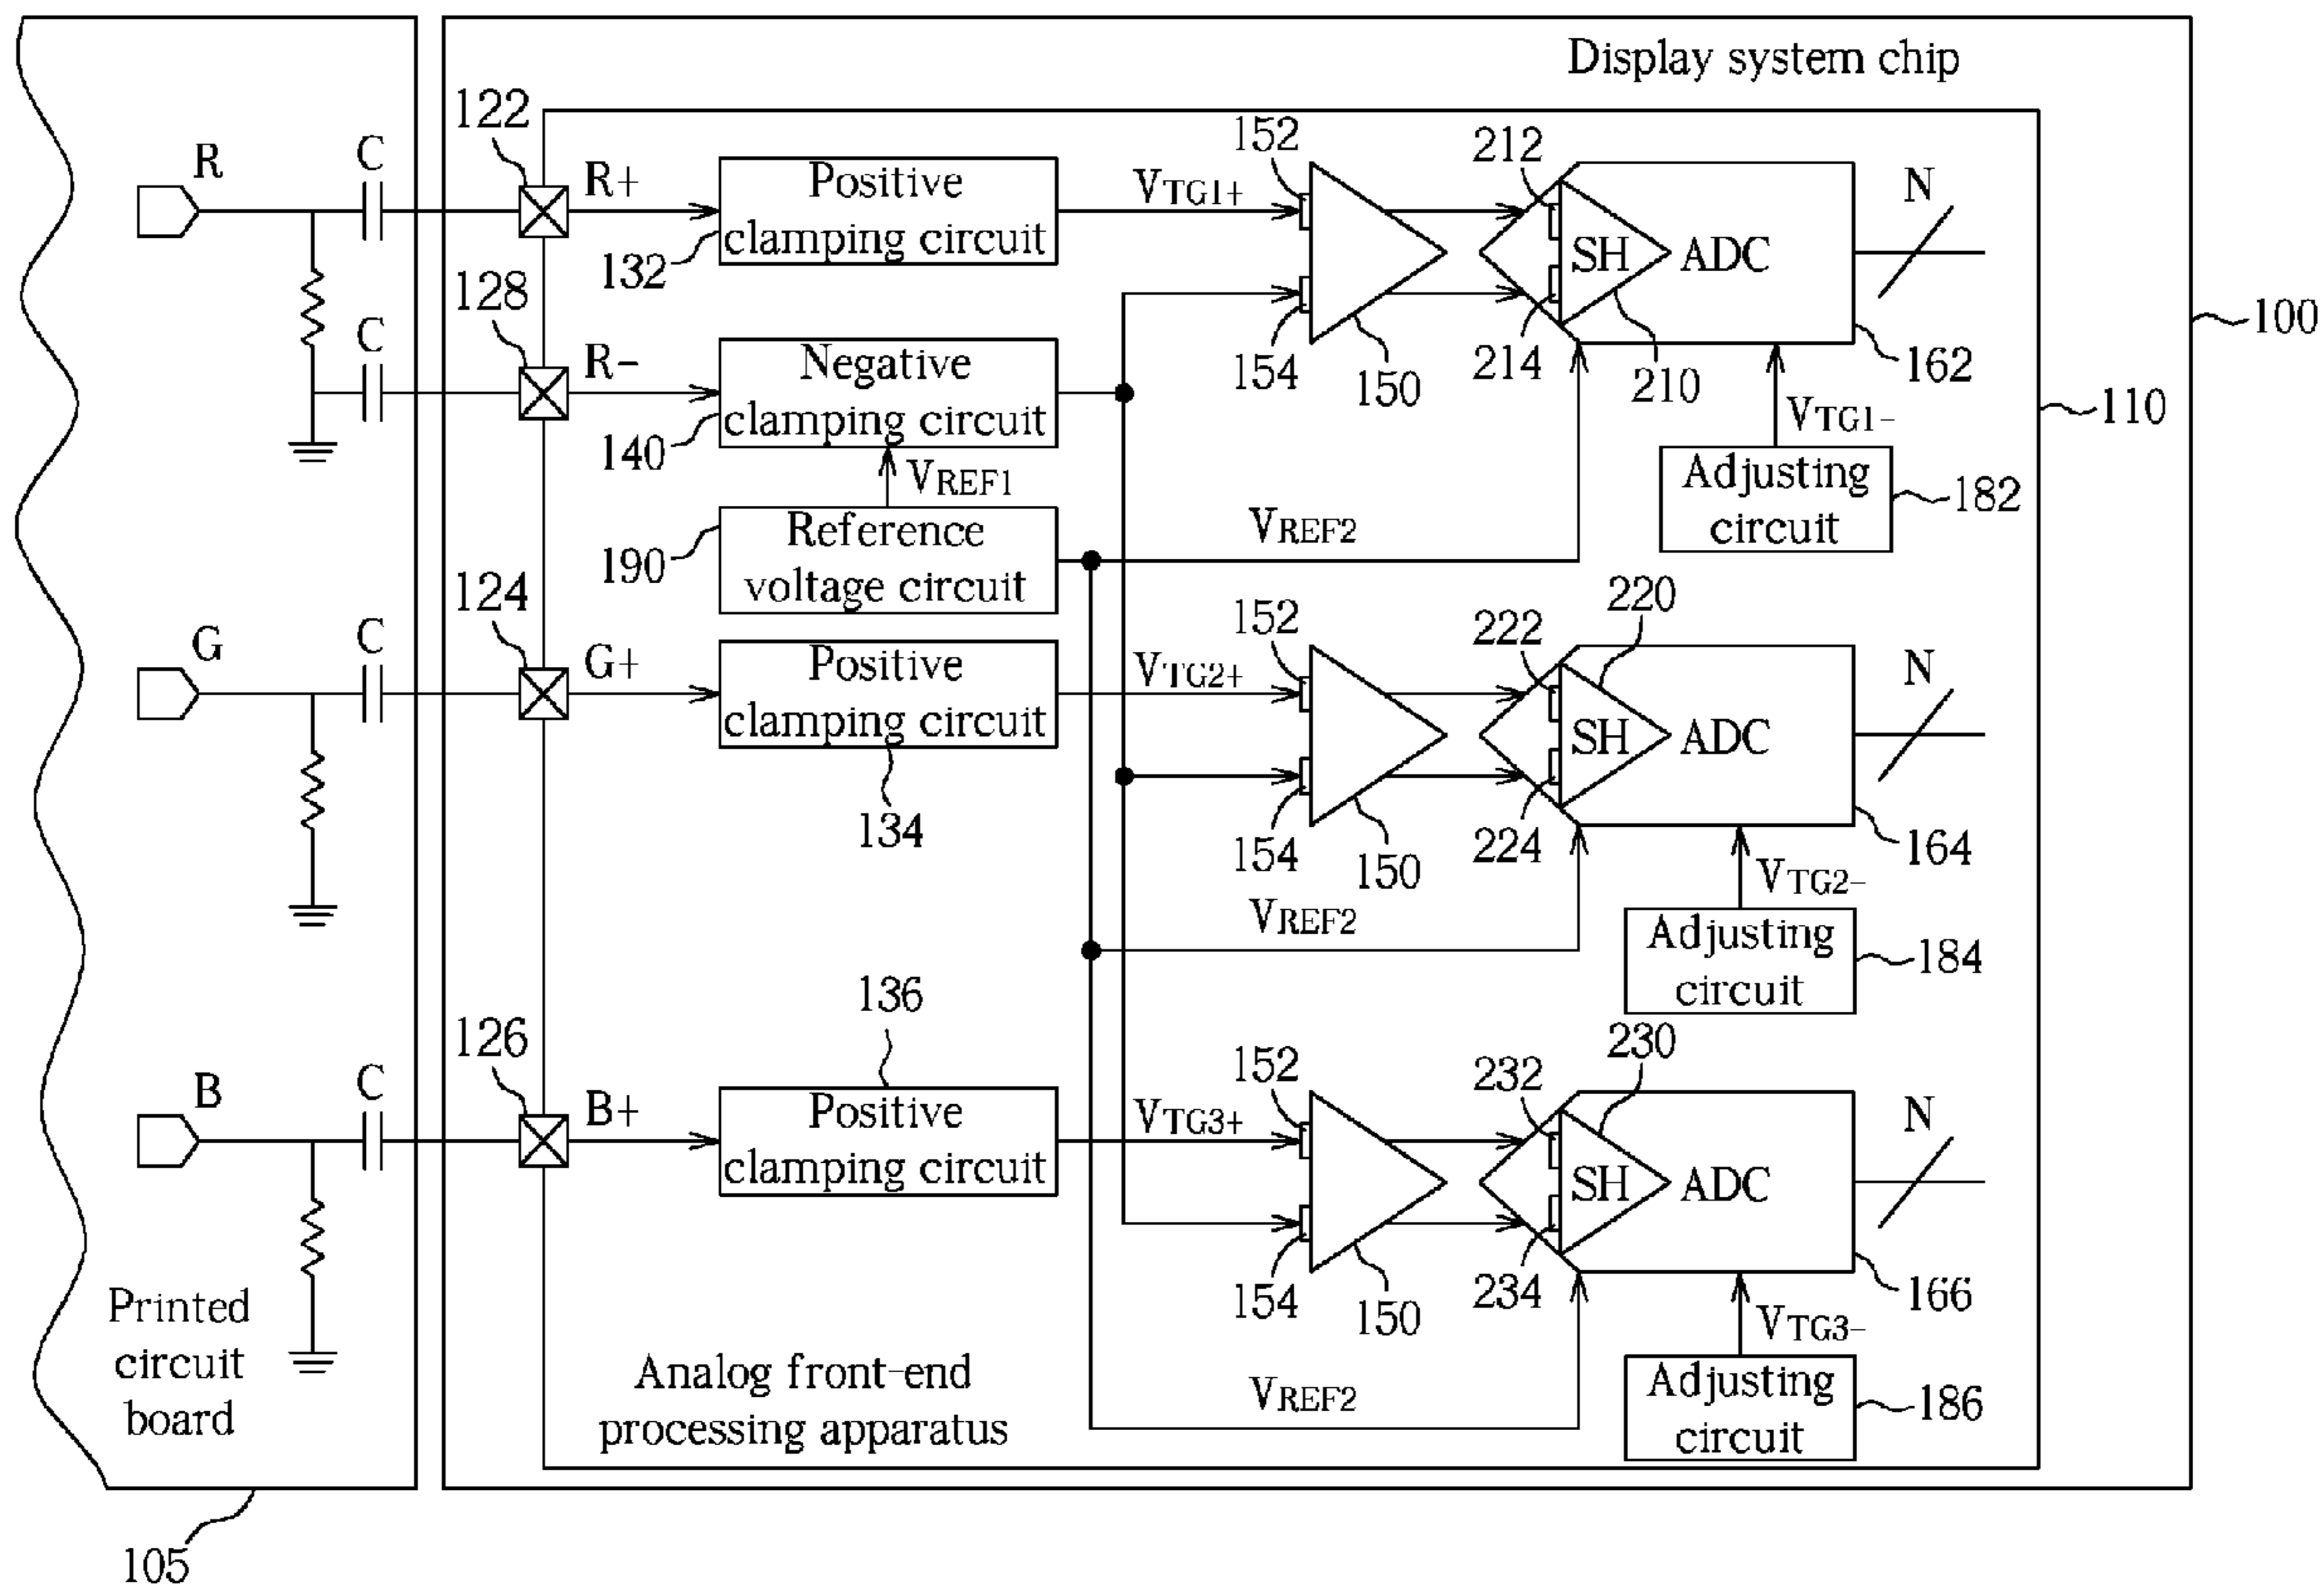 Display system chip
122
152
212
R
C
R+
Positive
clamping circuit
VTG1+
SH
ADC
N
132
128
C
154
150
214
210
162
100
R-
Negative
clamping circuit
140
VTG1-
110
VREF1
Adjusting
circuit
182
190
Reference
voltage circuit
VREF2
124
152
222
220
G
C
G+
Positive
clamping circuit
VTG2+
SH
ADC
N
134
154
150
224
164
VTG2-
VREF2
Adjusting
circuit
184
136
126
152
232
230
B
C
B+
Positive
clamping circuit
VTG3+
SH
ADC
N
154
150
234
166
VTG3-
VREF2
Adjusting
circuit
186
Printed
circuit
board
Analog front-end
processing apparatus
105